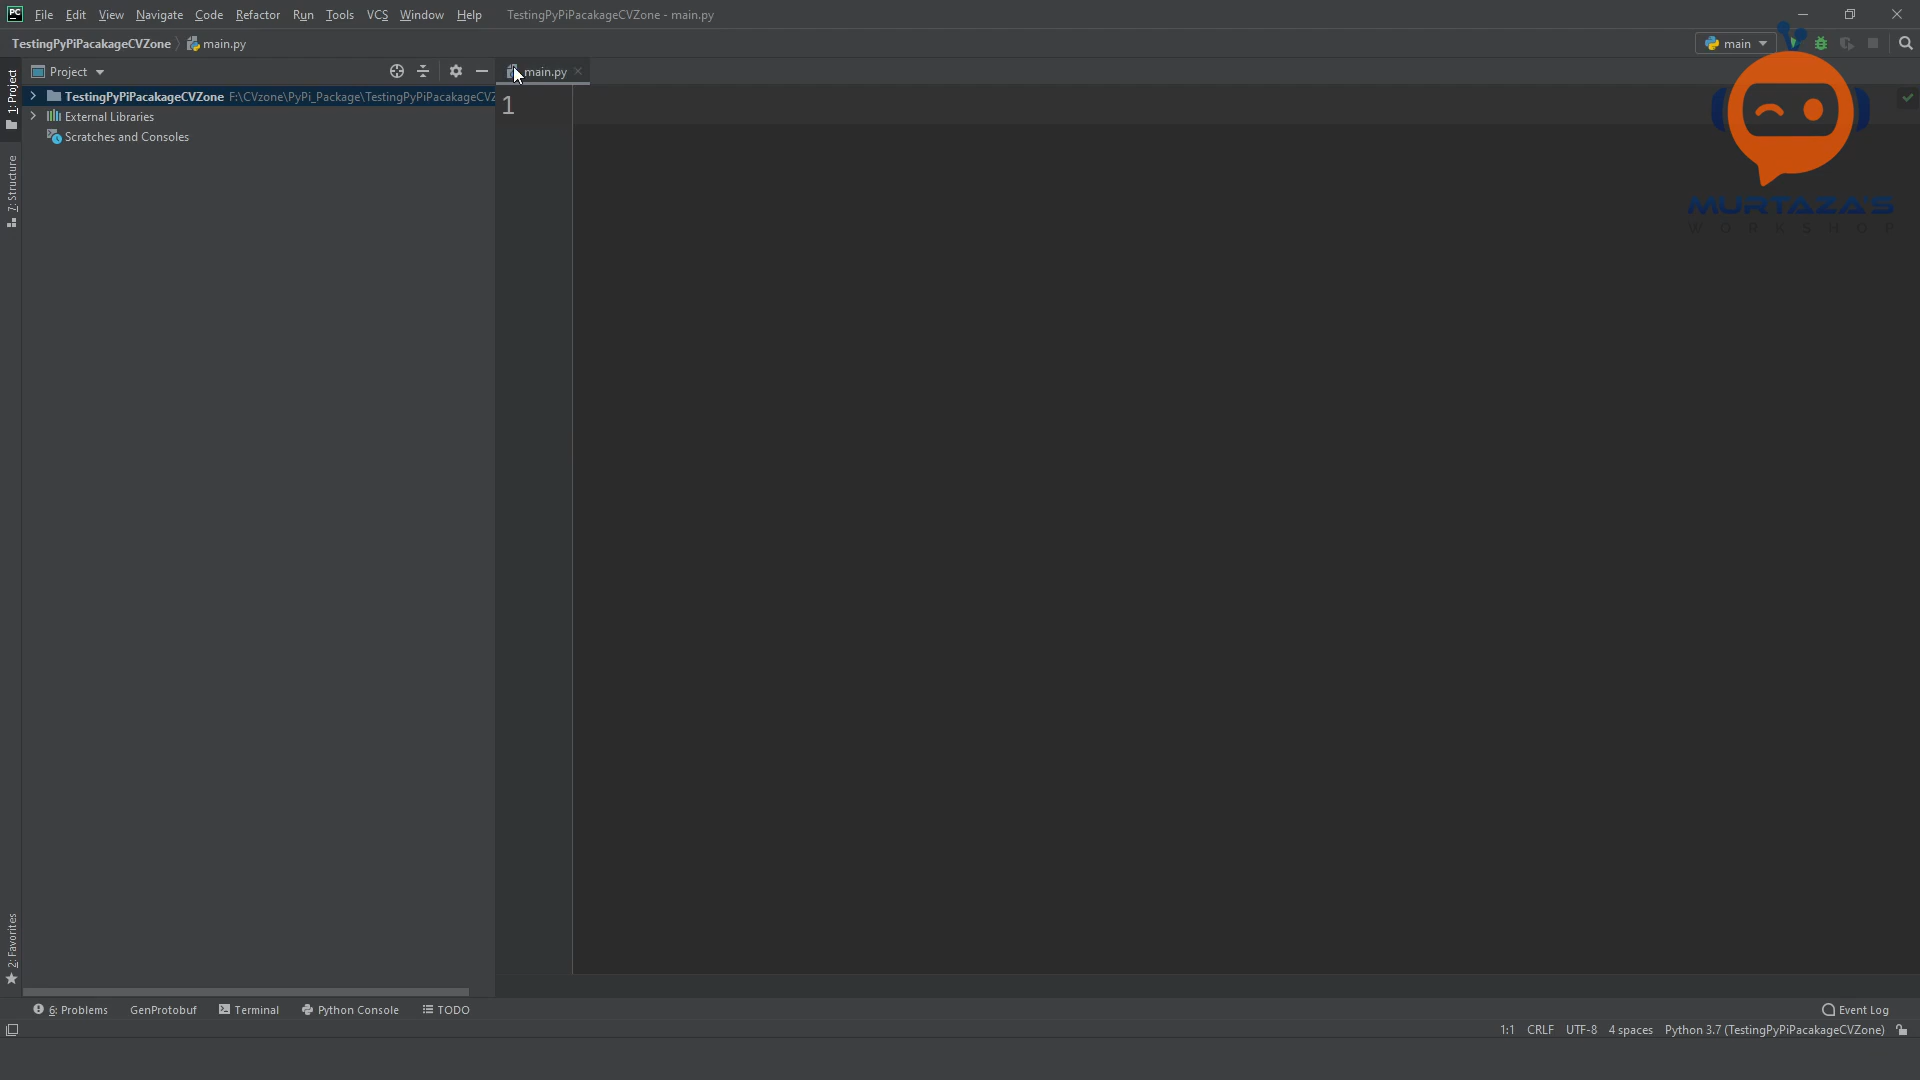 PC File Edit View Navigate Code Refactor Run Tools VCS Window Help TestingPyPiPacakageCVZone - main.py
TestingPyPiPacakageCVZone main.py main
Project main.py
1: Project
TestingPyPiPacakageCVZone F:\CVzone\PyPi_Package\TestingPyPiPacakageCVZ
1
External Libraries
Scratches and Consoles
7: Structure
MURTAZA'S
WORKSHOP
2: Favorites
6: Problems GenProtobuf Terminal Python Console TODO Event Log
1:1 CRLF UTF-8 4 spaces Python 3.7 (TestingPyPiPacakageCVZone)